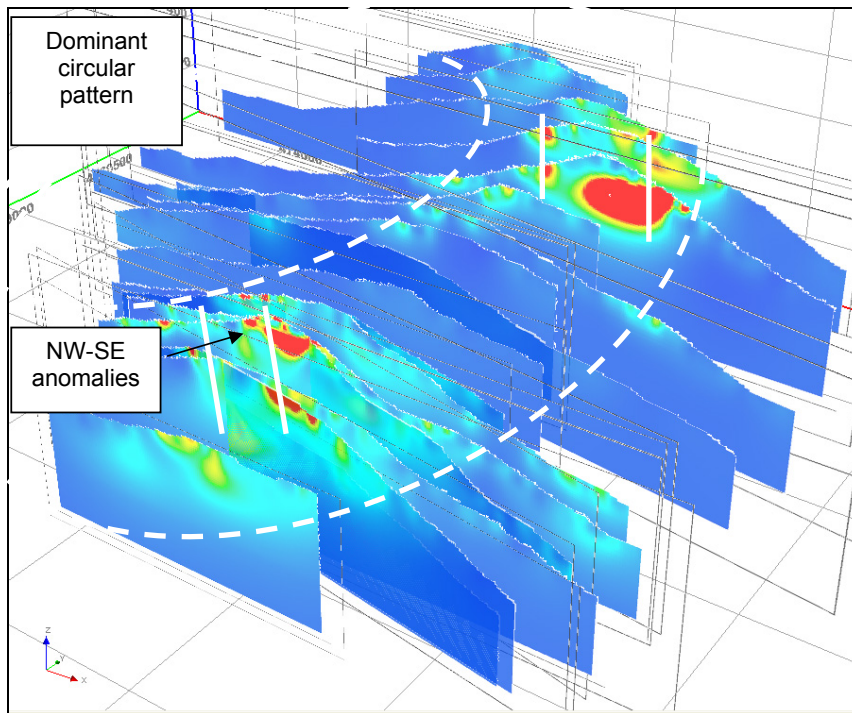 Dominant
circular
pattern
NW-SE
anomalies
z
y
x